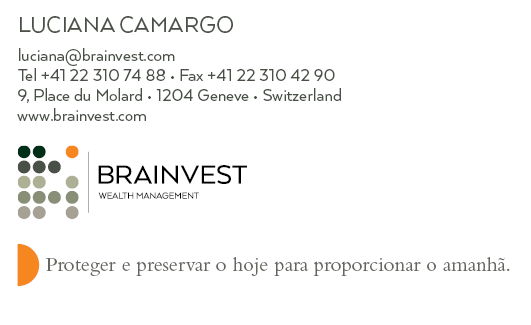 LUCIANA CAMARGO
luciana@brainvest.com
Tel +41 22 310 74 88 • Fax +41 22 310 42 90
9, Place du Molard • 1204 Geneve • Switzerland
www.brainvest.com
BRAINVEST
WEALTH MANAGEMENT
Proteger e preservar o hoje para proporcionar o amanhã.